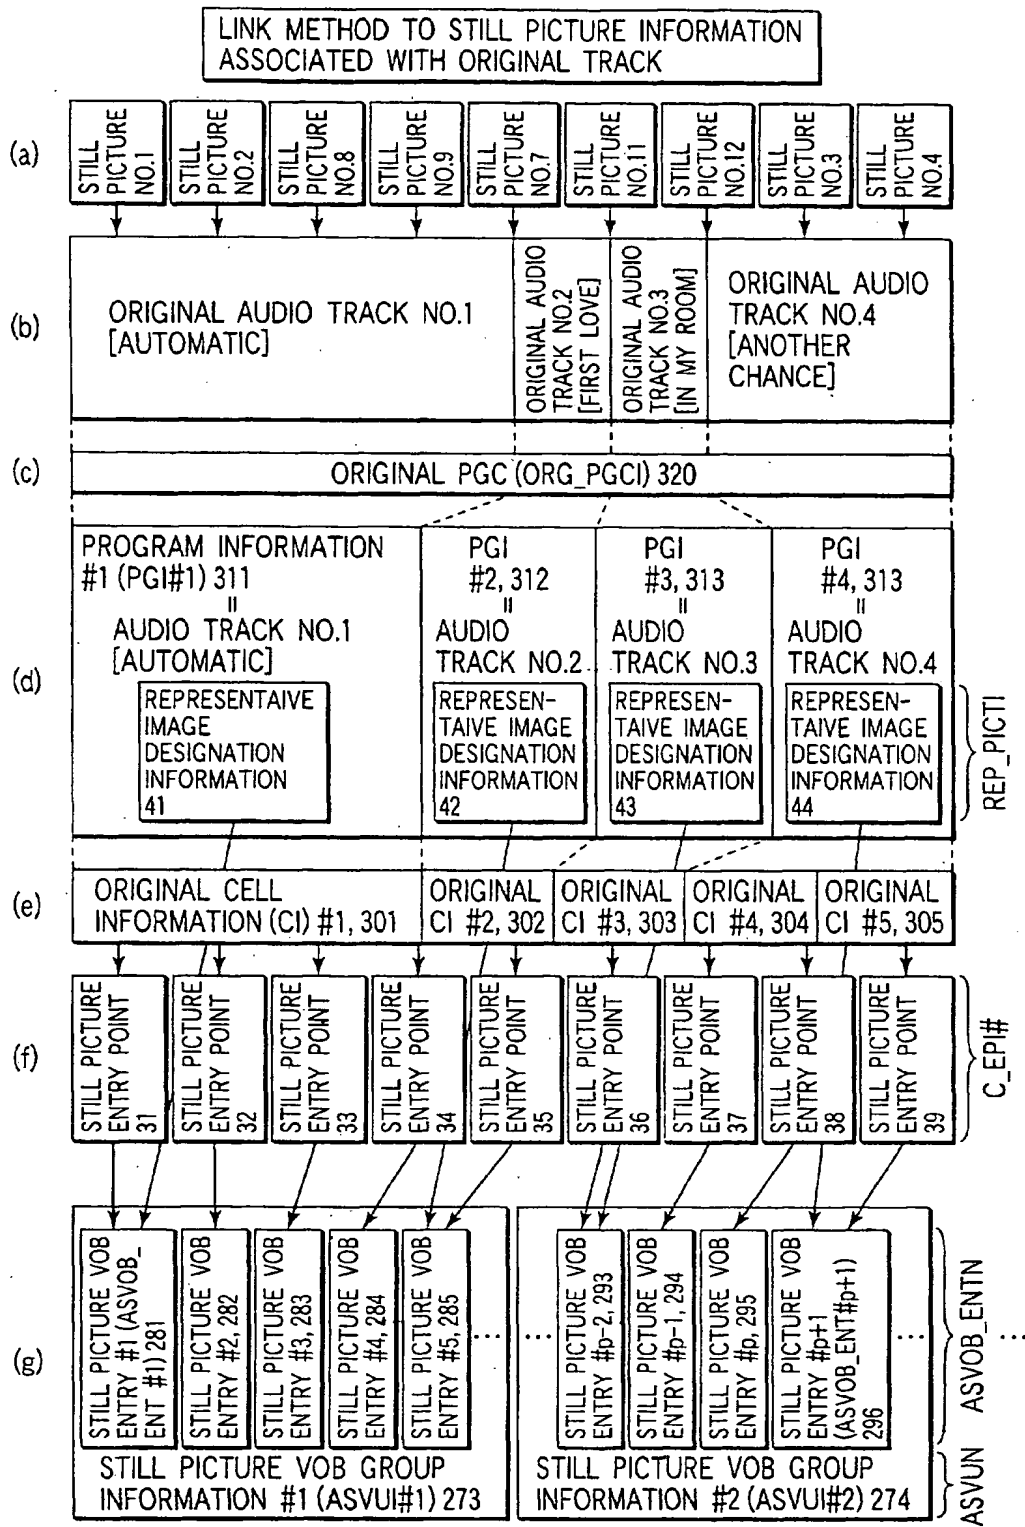 LINK METHOD TO STILL PICTURE INFORMATION
ASSOCIATED WITH ORIGINAL TRACK
(a)
STILL
PICTURE
NO.1
STILL
PICTURE
NO.2
STILL
PICTURE
NO.8
STILL
PICTURE
NO.9
STILL
PICTURE
NO.7
STILL
PICTURE
NO.11
STILL
PICTURE
NO.12
STILL
PICTURE
NO.3
STILL
PICTURE
NO.4
(b)
ORIGINAL AUDIO TRACK NO.1
[AUTOMATIC]
ORIGINAL AUDIO
TRACK NO.2
[FIRST LOVE]
ORIGINAL AUDIO
TRACK NO.3
[IN MY ROOM]
ORIGINAL AUDIO
TRACK NO.4
[ANOTHER
CHANCE]
(c)
ORIGINAL PGC (ORG_PGCI) 320
(d)
PROGRAM INFORMATION
#1 (PGI#1) 311
=
AUDIO TRACK NO.1
[AUTOMATIC]
REPRESENTAIVE
IMAGE
DESIGNATION
INFORMATION
41
PGI
#2, 312
=
AUDIO
TRACK NO.2
REPRESEN-
TAIVE IMAGE
DESIGNATION
INFORMATION
42
PGI
#3, 313
=
AUDIO
TRACK NO.3
REPRESEN-
TAIVE IMAGE
DESIGNATION
INFORMATION
43
PGI
#4, 313
=
AUDIO
TRACK NO.4
REPRESEN-
TAIVE IMAGE
DESIGNATION
INFORMATION
44
REP_PICTI
(e)
ORIGINAL CELL
INFORMATION (CI) #1, 301
ORIGINAL
CI #2, 302
ORIGINAL
CI #3, 303
ORIGINAL
CI #4, 304
ORIGINAL
CI #5, 305
(f)
STILL PICTURE
ENTRY POINT
31
STILL PICTURE
ENTRY POINT
32
STILL PICTURE
ENTRY POINT
33
STILL PICTURE
ENTRY POINT
34
STILL PICTURE
ENTRY POINT
35
STILL PICTURE
ENTRY POINT
36
STILL PICTURE
ENTRY POINT
37
STILL PICTURE
ENTRY POINT
38
STILL PICTURE
ENTRY POINT
39
C_EPI#
(g)
STILL PICTURE VOB
ENTRY #1 (ASVOB_
ENT #1) 281
STILL PICTURE VOB
ENTRY #2, 282
STILL PICTURE VOB
ENTRY #3, 283
STILL PICTURE VOB
ENTRY #4, 284
STILL PICTURE VOB
ENTRY #5, 285
STILL PICTURE VOB
ENTRY #p-2, 293
STILL PICTURE VOB
ENTRY #p-1, 294
STILL PICTURE VOB
ENTRY #p, 295
STILL PICTURE VOB
ENTRY #p+1
(ASVOB_ENT#p+1)
296
ASVOB_ENTN
STILL PICTURE VOB GROUP
INFORMATION #1 (ASVUI#1) 273
STILL PICTURE VOB GROUP
INFORMATION #2 (ASVUI#2) 274
ASVUN